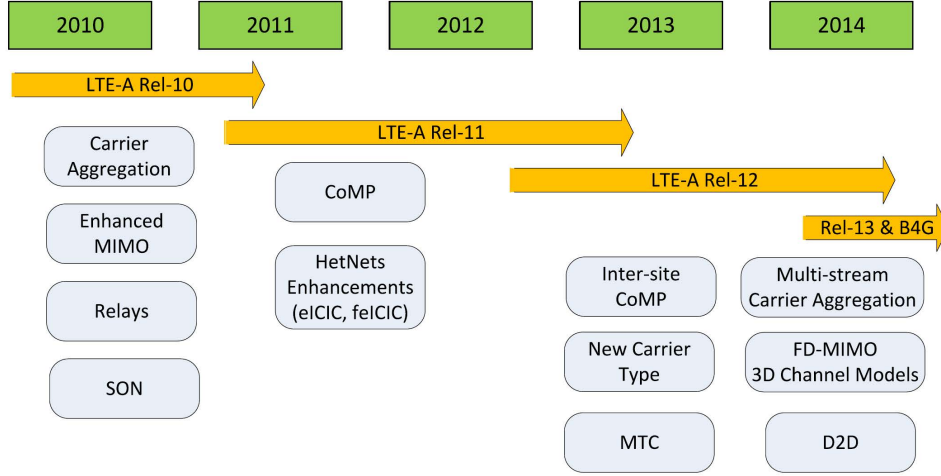 2010
2011
2012
2013
2014
LTE-A Rel-10
LTE-A Rel-11
LTE-A Rel-12
Rel-13 & B4G
Carrier
Aggregation
Enhanced
MIMO
Relays
SON
CoMP
HetNets
Enhancements
(eICIC, feICIC)
Inter-site
CoMP
New Carrier
Type
MTC
Multi-stream
Carrier Aggregation
FD-MIMO
3D Channel Models
D2D